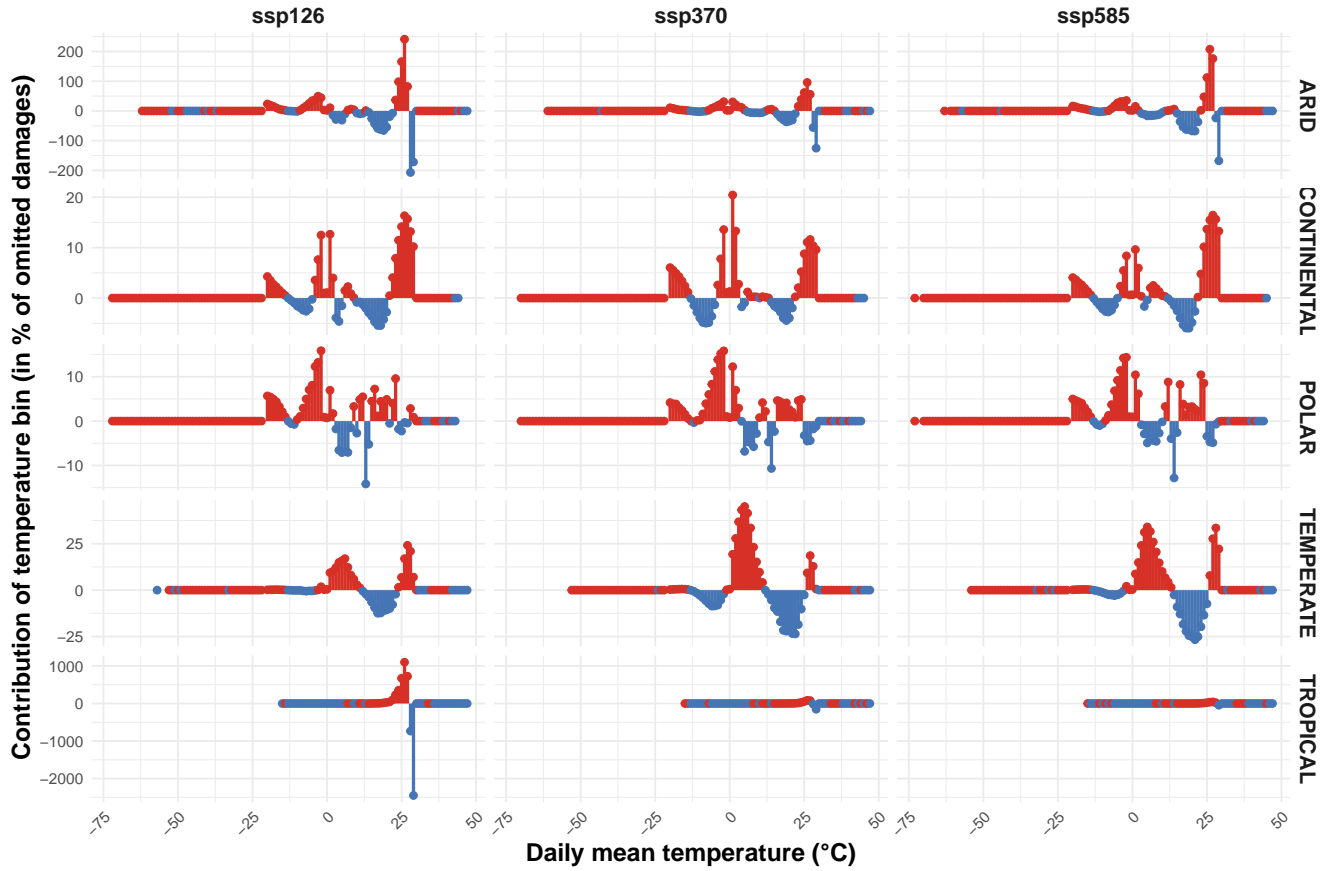 ssp126 ssp370 ssp585
Contribution of temperature bin (in % of omitted damages)
200
100
0
−100
−200
ARID
20
10
0
CONTINENTAL
10
0
−10
POLAR
25
0
−25
TEMPERATE
1000
0
−1000
−2000
TROPICAL
−75 −50 −25 0 25 50 −75 −50 −25 0 25 50 −75 −50 −25 0 25 50
Daily mean temperature (°C)